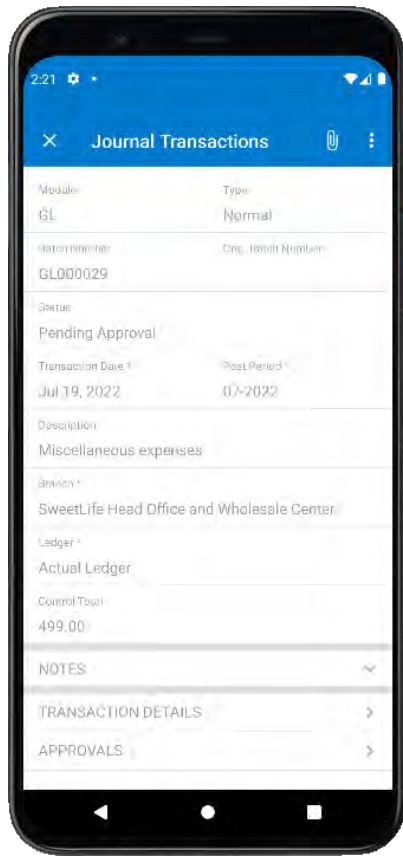 2:21
Journal Transactions
Module Type
GL Normal
Batch Number Orig. Batch Number
GL000029
Status
Pending Approval
Transaction Date * Post Period *
Jul 19, 2022 07-2022
Description
Miscellaneous expenses
Branch *
SweetLife Head Office and Wholesale Center
Ledger *
Actual Ledger
Control Total
499.00
NOTES
TRANSACTION DETAILS
APPROVALS